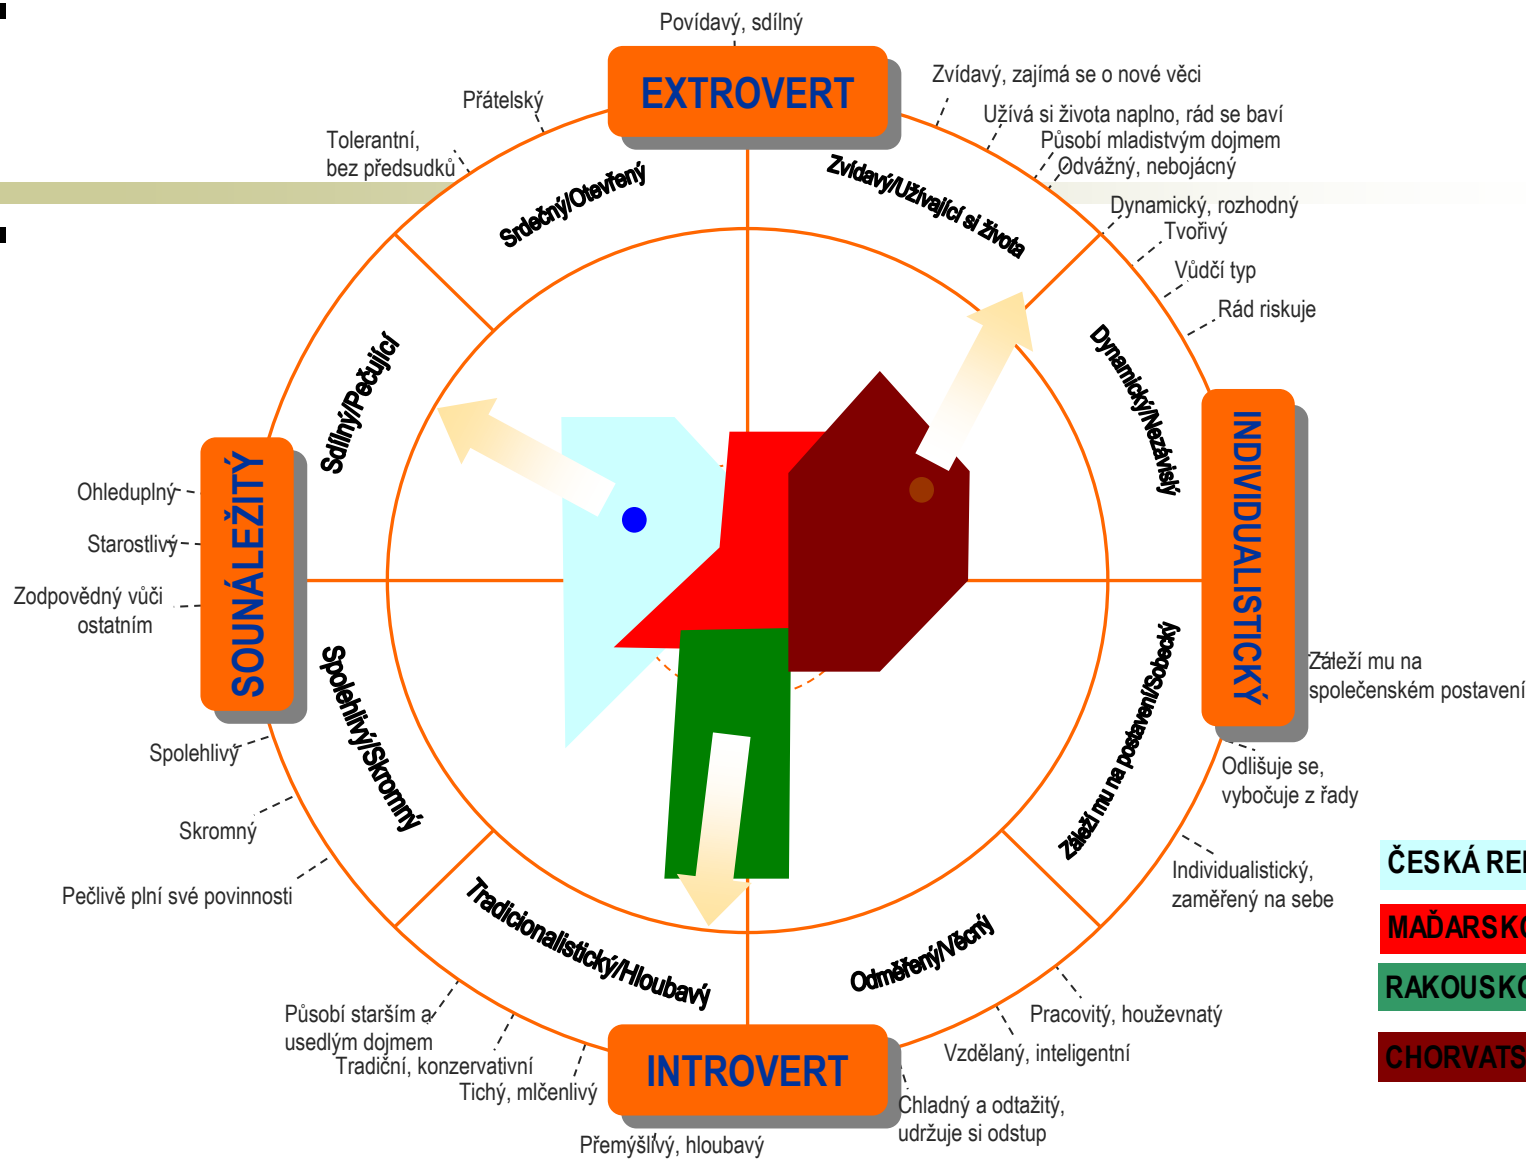 Povídavý, sdílný
EXTROVERT
Zvídavý, zajímá se o nové věci
Přátelský
Užívá si života naplno, rád se baví
Tolerantní,
bez předsudků
Působí mladistvým dojmem
Odvážný, nebojácný
Srdečný/Otevřený
Zvídavý/Užívající si života
Dynamický, rozhodný
Tvořivý
Vůdčí typ
Rád riskuje
Sdílný/Pečující
Dynamický/Nezávislý
SOUNÁLEŽITÝ
INDIVIDUALISTICKÝ
Ohleduplný
Starostlivý
Zodpovědný vůči
ostatním
Záleží mu na
společenském postavení
Spolehlivý/Skromný
Záleží mu na postavení/Sobecký
Spolehlivý
Odlišuje se,
vybočuje z řady
Skromný
Individualistický,
zaměřený na sebe
Pečlivě plní své povinnosti
ČESKÁ
MAĎARSKO
RAKOUSKO
CHORVATS
Tradicionalistický/Hloubavý
Odměřený/Věcný
Působí starším a
usedlým dojmem
Pracovitý, houževnatý
Tradiční, konzervativní
Vzdělaný, inteligentní
Tichý, mlčenlivý
INTROVERT
Chladný a odtažitý,
udržuje si odstup
Přemýšlivý, hloubavý